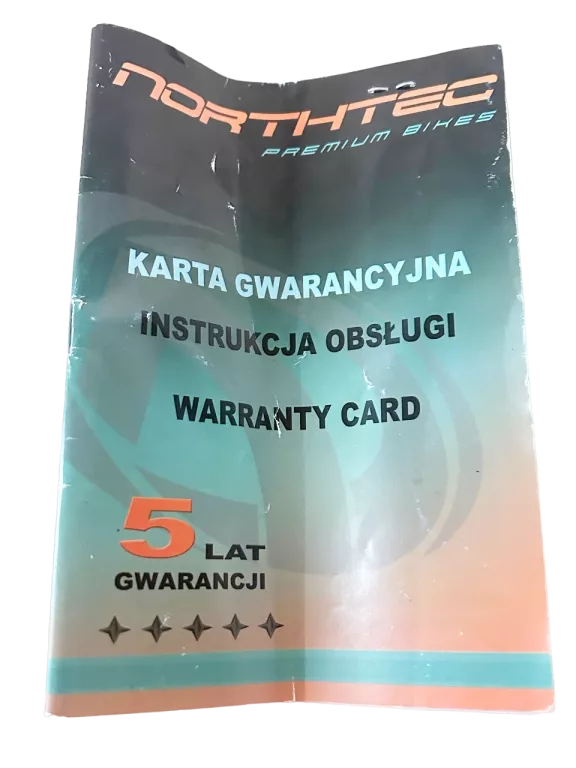 NORTHTEC
PREMIUM BIKES
KARTA GWARANCYJNA
INSTRUKCJA OBSŁUGI
WARRANTY CARD
5 LAT
GWARANCJI